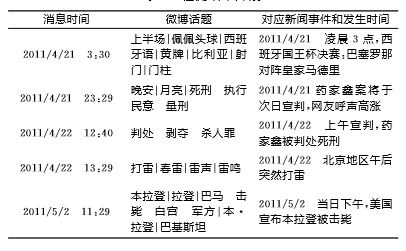 消息时间 微博话题 对应新闻事件和发生时间
2011/4/21 3:30 上半场|佩佩头球|西班牙语|黄牌|比利亚|射门|门柱 2011/4/21 凌晨3点,西班牙国王杯决赛:巴塞罗那对阵皇家马德里
2011/4/21 23:29 晚安|月亮|死刑 执行 民意 量刑 2011/4/21 药家鑫案将于次日宣判,网友呼声高涨
2011/4/22 12:40 判处 剥夺 杀人罪 2011/4/22 上午宣判,药家鑫被判处死刑
2011/4/22 13:29 打雷|春雷|雷声|雷鸣 2011/4/22 北京地区午后突然打雷
2011/5/2 11:29 本拉登|拉登|巴马 击毙 白宫 军方|本·拉登|巴基斯坦 2011/5/2 当日下午,美国宣布本拉登被击毙